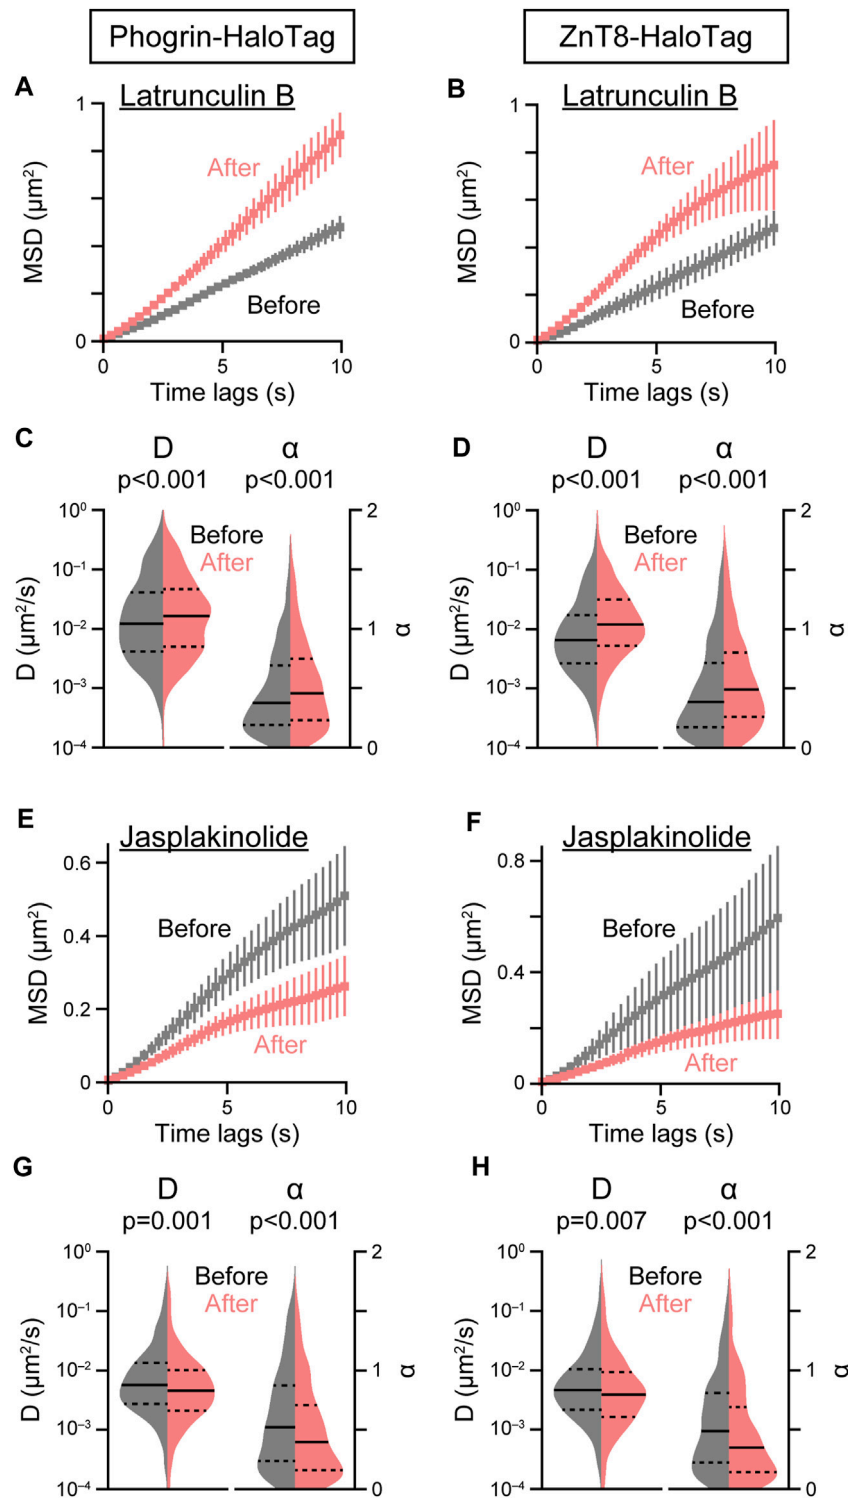 Phogrin-HaloTag
ZnT8-HaloTag
A
Latrunculin B
1
MSD (μm²)
After
Before
0
0
5
10
Time lags (s)
B
Latrunculin B
1
MSD (μm²)
After
Before
0
0
5
10
Time lags (s)
C
D
α
p<0.001
p<0.001
10⁰
10⁻¹
10⁻²
10⁻³
10⁻⁴
D (μm²/s)
Before
After
2
1
0
α
D
D
α
p<0.001
p<0.001
10⁰
10⁻¹
10⁻²
10⁻³
10⁻⁴
D (μm²/s)
Before
After
2
1
0
α
E
Jasplakinolide
0.6
0.4
0.2
0
MSD (μm²)
Before
After
0
5
10
Time lags (s)
F
Jasplakinolide
0.8
0.4
0
MSD (μm²)
Before
After
0
5
10
Time lags (s)
G
D
α
p=0.001
p<0.001
10⁰
10⁻¹
10⁻²
10⁻³
10⁻⁴
D (μm²/s)
Before
After
2
1
0
α
H
D
α
p=0.007
p<0.001
10⁰
10⁻¹
10⁻²
10⁻³
10⁻⁴
D (μm²/s)
Before
After
2
1
0
α